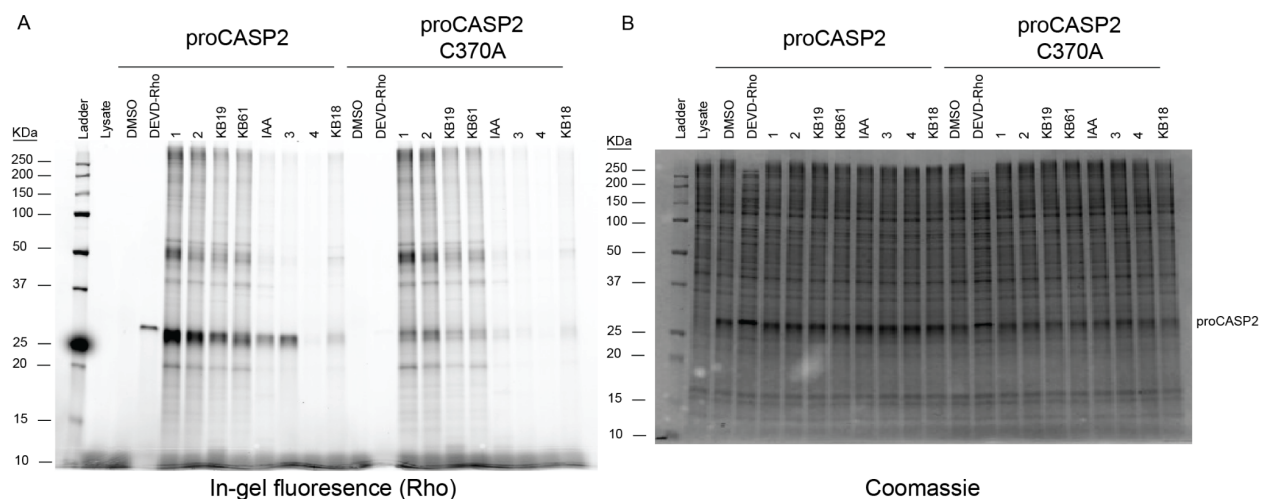 A
proCASP2
proCASP2
C370A
KDa
Ladder
Lysate
DMSO
DEVD-Rho
1
2
KB19
KB61
IAA
3
4
KB18
DMSO
DEVD-Rho
1
2
KB19
KB61
IAA
3
4
KB18
250
200
150
100
50
37
25
20
15
10
In-gel fluoresence (Rho)
B
proCASP2
proCASP2
C370A
KDa
Ladder
Lysate
DMSO
DEVD-Rho
1
2
KB19
KB61
IAA
3
4
KB18
DMSO
DEVD-Rho
1
2
KB19
KB61
IAA
3
4
KB18
250
200
150
100
50
37
25
20
15
10
proCASP2
Coomassie